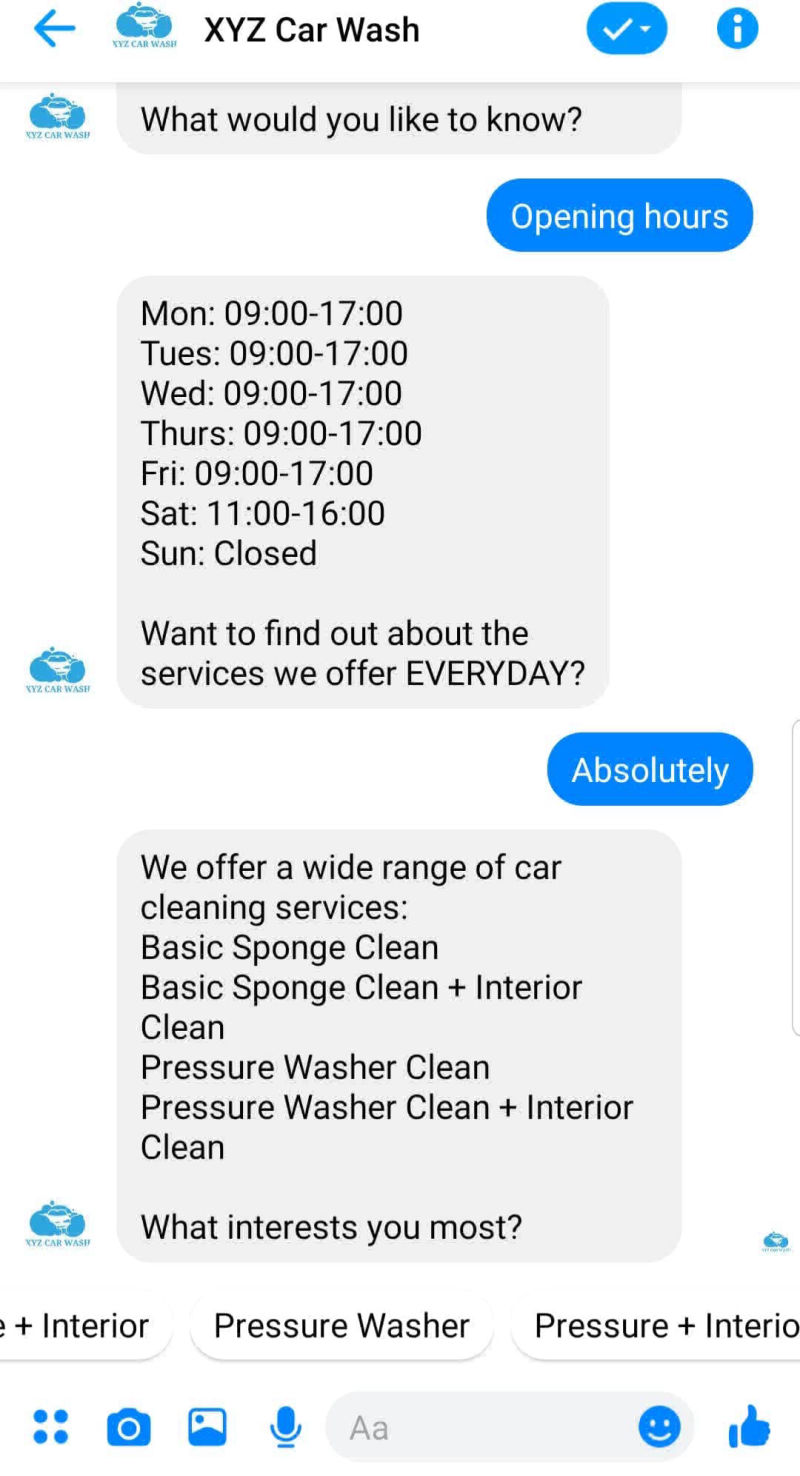 XYZ CAR WASH
XYZ Car Wash
What would you like to know?
XYZ CAR WASH
Opening hours
Mon: 09:00-17:00
Tues: 09:00-17:00
Wed: 09:00-17:00
Thurs: 09:00-17:00
Fri: 09:00-17:00
Sat: 11:00-16:00
Sun: Closed
Want to find out about the
services we offer EVERYDAY?
XYZ CAR WASH
Absolutely
We offer a wide range of car
cleaning services:
Basic Sponge Clean
Basic Sponge Clean + Interior
Clean
Pressure Washer Clean
Pressure Washer Clean + Interior
Clean
What interests you most?
XYZ CAR WASH
e + Interior
Pressure Washer
Pressure + Interio
Aa